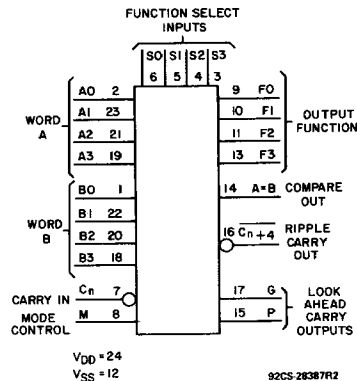 FUNCTION SELECT
INPUTS
S0 S1 S2 S3
6 5 4 3
WORD
A
A0 2
A1 23
A2 21
A3 19
9 F0
10 F1
11 F2
13 F3
OUTPUT
FUNCTION
WORD
B
B0 1
B1 22
B2 20
B3 18
14 A=B
COMPARE
OUT
16 Cn+4
RIPPLE
CARRY
OUT
CARRY IN Cn 7
MODE
CONTROL M 8
17 G
15 P
LOOK
AHEAD
CARRY
OUTPUTS
VDD = 24
VSS = 12
92CS-28387R2